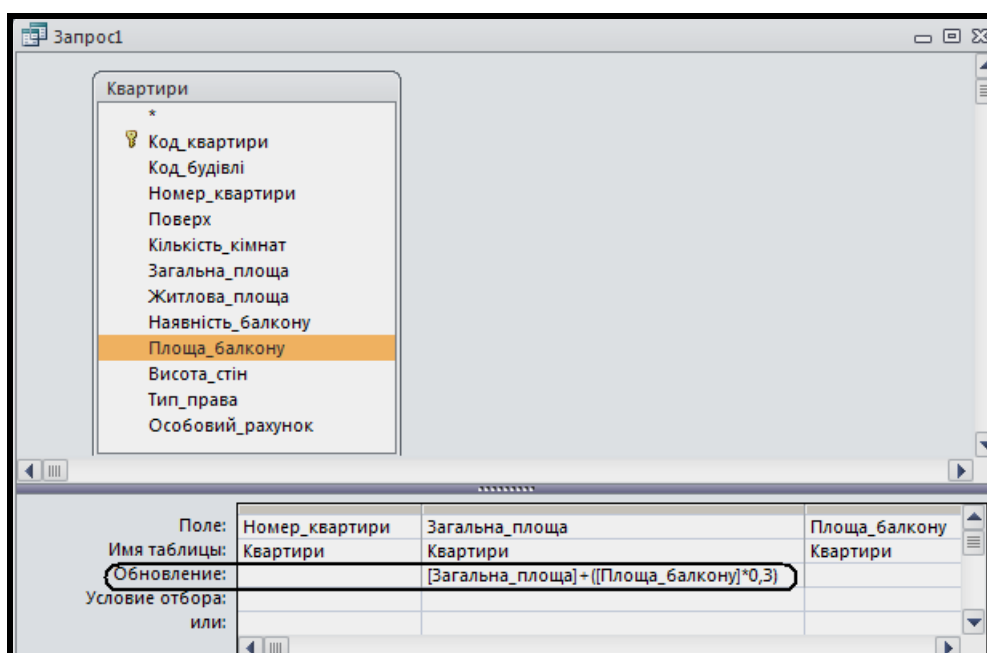 Запрос1
Квартири
*
Код_квартири
Код_будівлі
Номер_квартири
Поверх
Кількість_кімнат
Загальна_площа
Житлова_площа
Наявність_балкону
Площа_балкону
Висота_стін
Тип_права
Особовий_рахунок
Поле: Номер_квартири Загальна_площа Площа_балкону
Имя таблицы: Квартири Квартири Квартири
Обновление: [Загальна_площа]+([Площа_балкону]*0,3)
Условие отбора:
или: